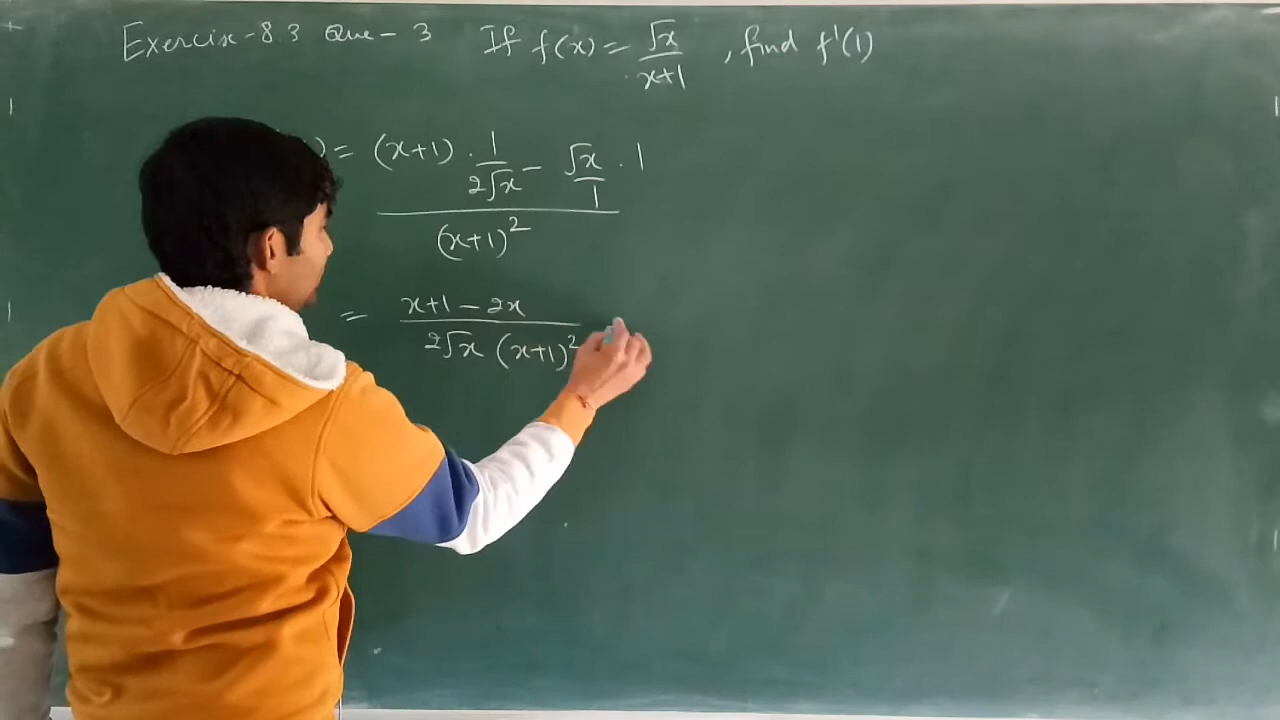 Exercise-8.3 Que-3 If f(x) = √x/(x+1) , find f'(1)
) = ((x+1) · 1/(2√x) - √x/1 · 1)/(x+1)²
= (x+1-2x)/(2√x (x+1)²)